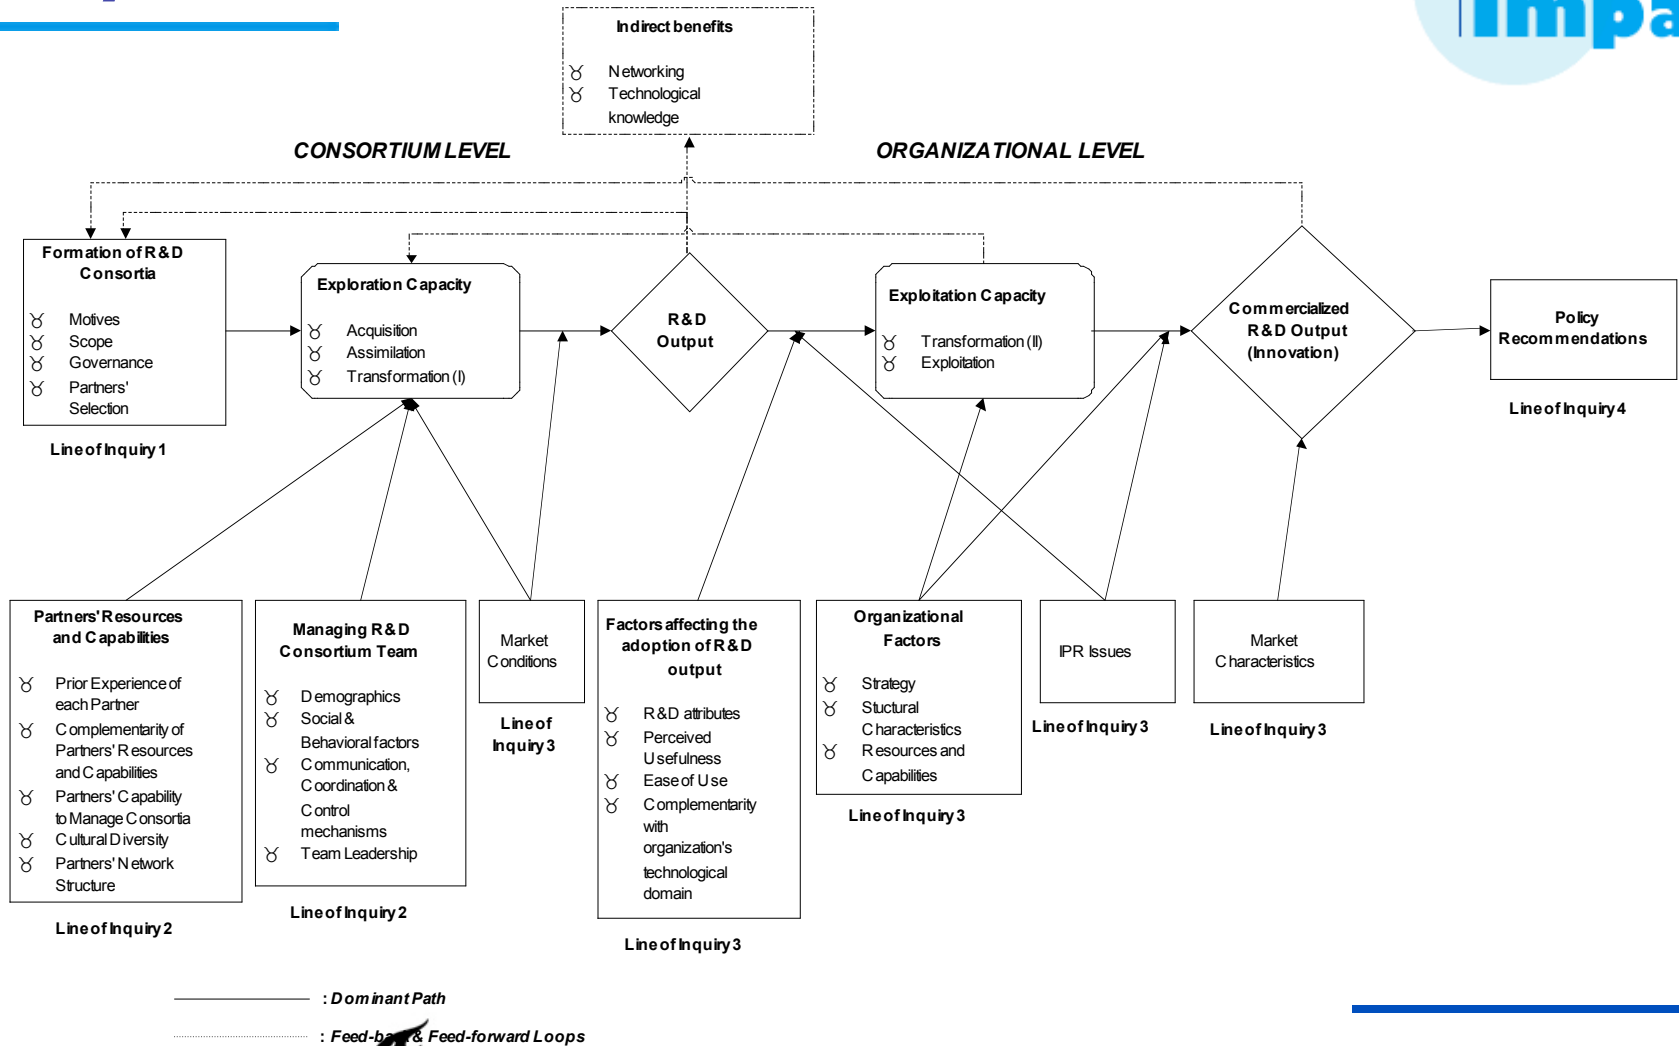 Impa
Indirect benefits
Networking
Technological
knowledge
CONSORTIUM LEVEL
ORGANIZATIONAL LEVEL
Formation of R&D
Consortia
Motives
Scope
Governance
Partners'
Selection
Line of Inquiry 1
Exploration Capacity
Acquisition
Assimilation
Transformation (I)
R&D
Output
Exploitation Capacity
Transformation (II)
Exploitation
Commercialized
R&D Output
(Innovation)
Policy
Recommendations
Line of Inquiry 4
Partners' Resources
and Capabilities
Prior Experience of
each Partner
Complementarity of
Partners' Resources
and Capabilities
Partners' Capability
to Manage Consortia
Cultural Diversity
Partners' Network
Structure
Line of Inquiry 2
Managing R&D
Consortium Team
Demographics
Social &
Behavioral factors
Communication,
Coordination &
Control
mechanisms
Team Leadership
Line of Inquiry 2
Market
Conditions
Line of
Inquiry 3
Factors affecting the
adoption of R&D
output
R&D attributes
Perceived
Usefulness
Ease of Use
Complementarity
with
organization's
technological
domain
Line of Inquiry 3
Organizational
Factors
Strategy
Stuctural
Characteristics
Resources and
Capabilities
Line of Inquiry 3
IPR Issues
Line of Inquiry 3
Market
Characteristics
Line of Inquiry 3
: Dominant Path
: Feed-back & Feed-forward Loops